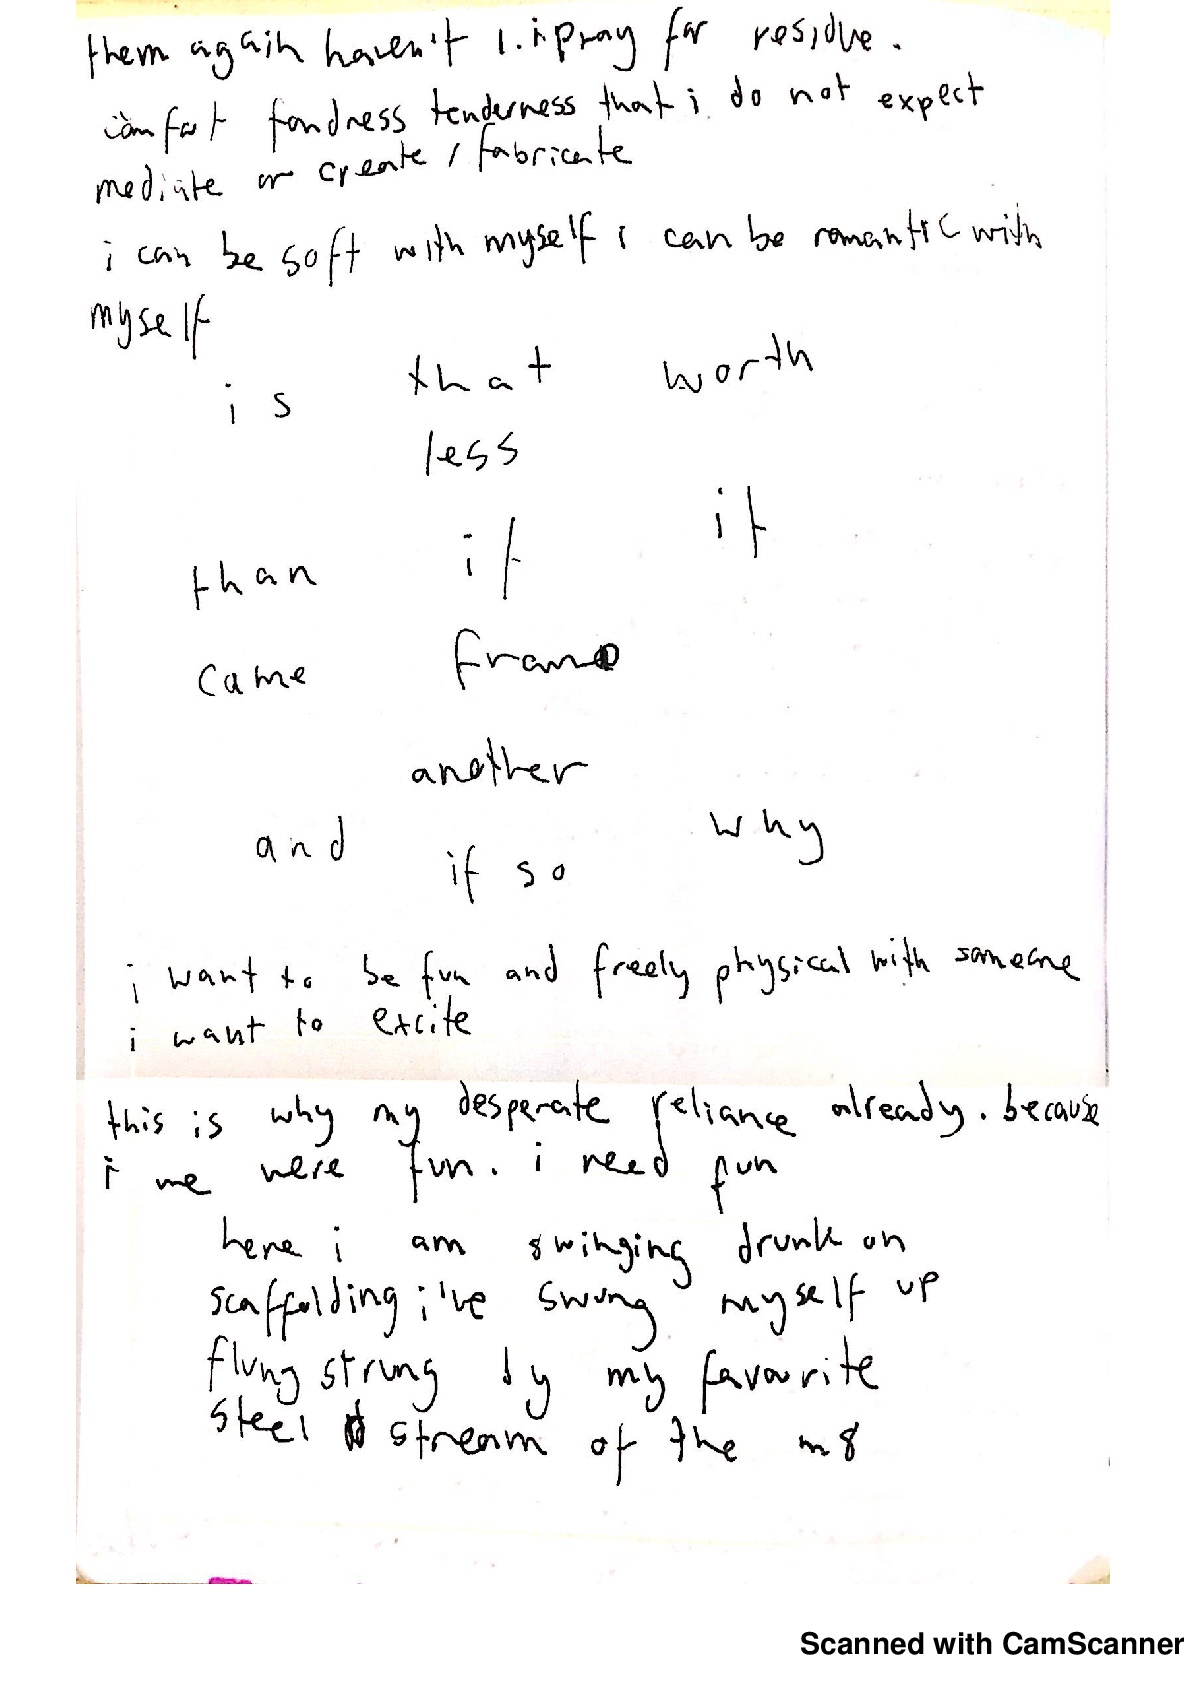 them again haven't i. i pray for residue.
comfort fondness tenderness that i do not expect
mediate or create / fabricate
i can be soft with myself i can be romantic with
myself
is that worth
less
than if it
came from
another
and if so why
i want to be fun and freely physical with someone
i want to excite
this is why my desperate reliance already. because
i me were fun. i need fun
here i am swinging drunk on
scaffolding i've swung myself up
flung strung by my favourite
steel stream of the m8
Scanned with CamScanner